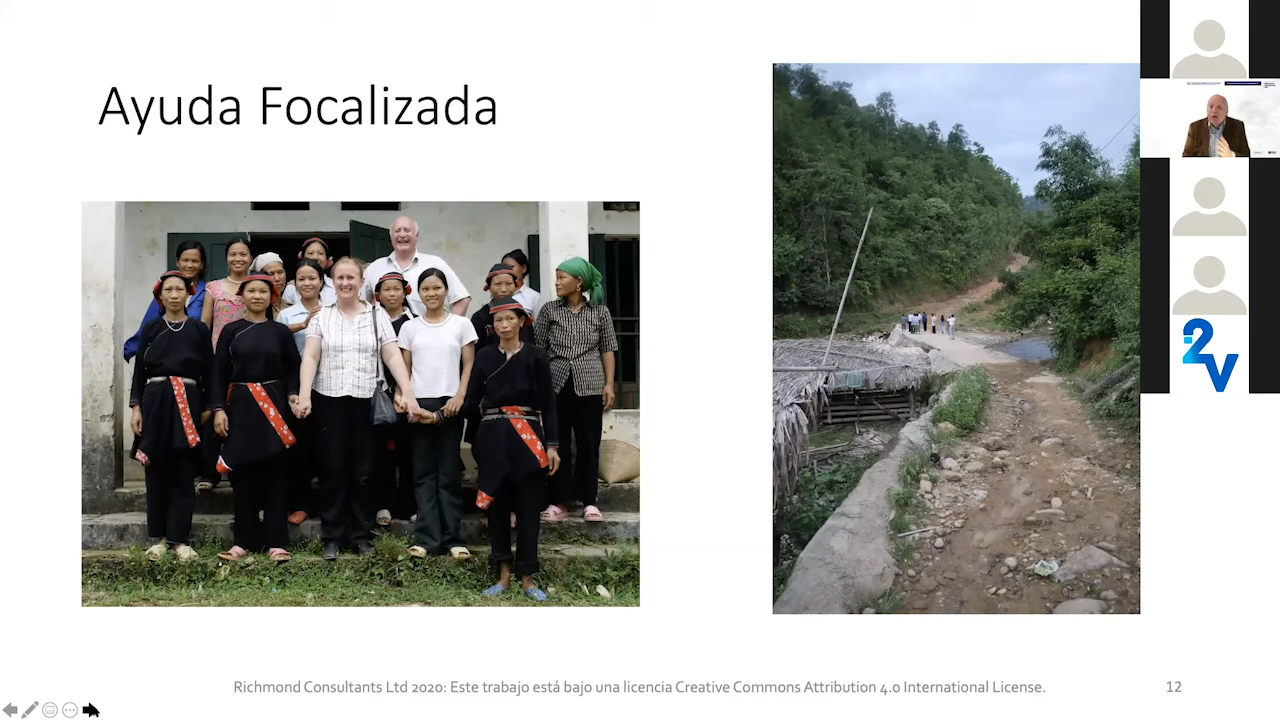 Ayuda Focalizada
Richmond Consultants Ltd 2020: Este trabajo está bajo una licencia Creative Commons Attribution 4.0 International License.
12
2V